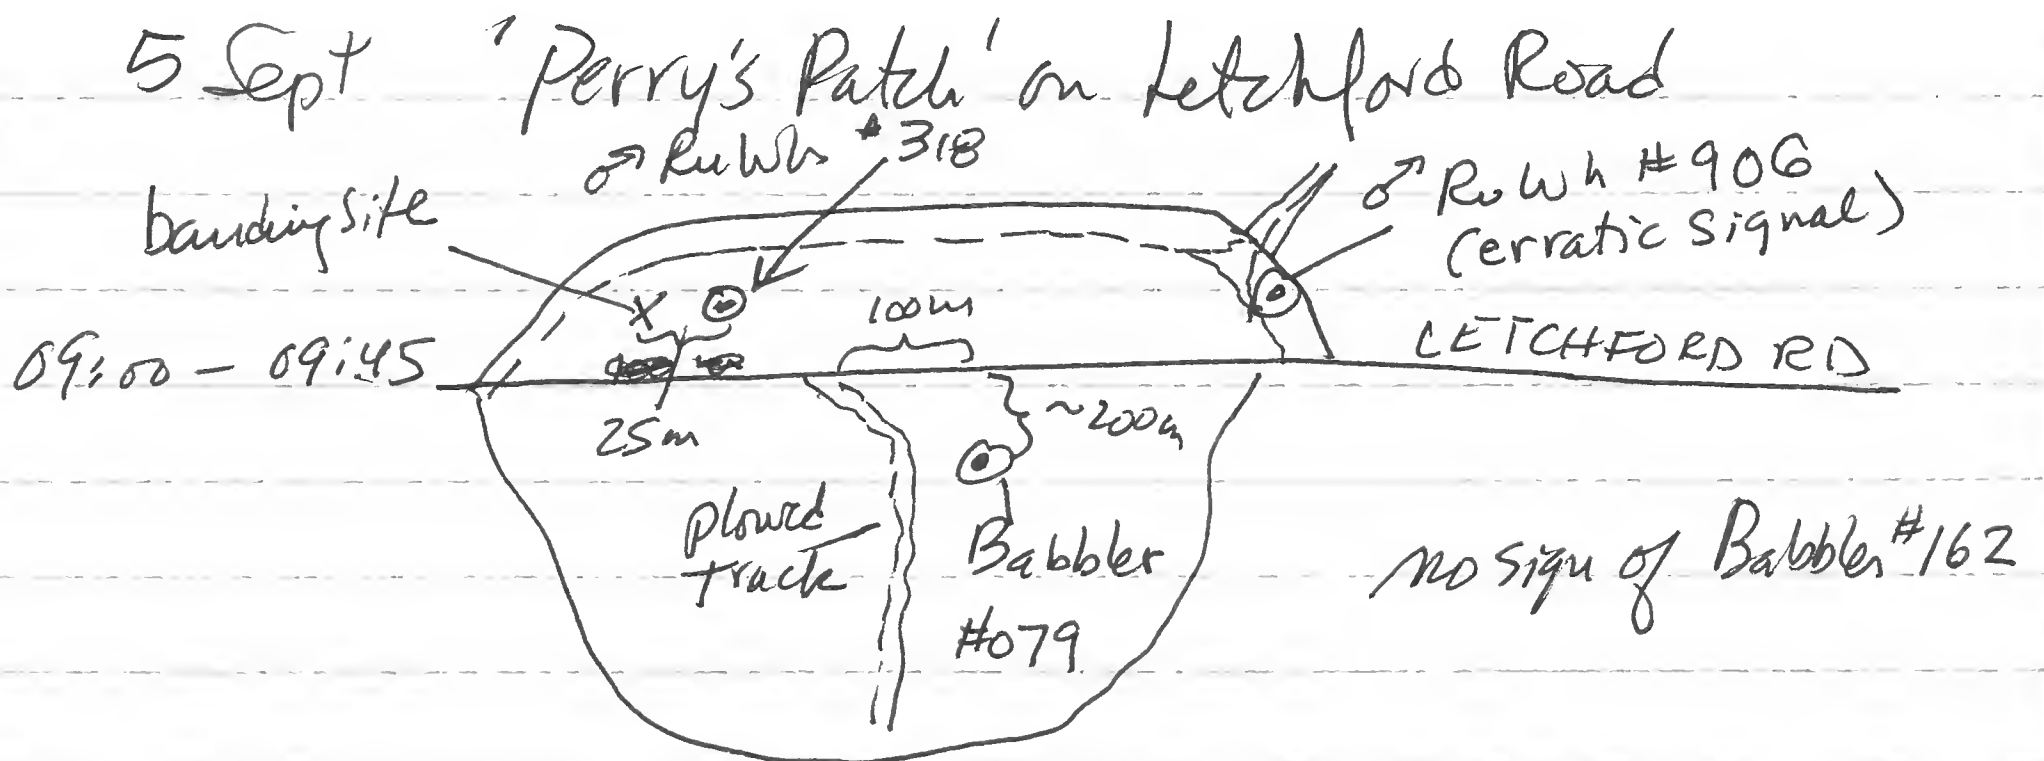 5 Sept 'Perry's Patch' on Letchford Road
♂ RuWh #318
♂ RuWh #906
(erratic signal)
banding site
100m
09:00 - 09:45
LETCHFORD RD
25m
~200m
plowed
track
Babbler
#079
no sign of Babbler #162